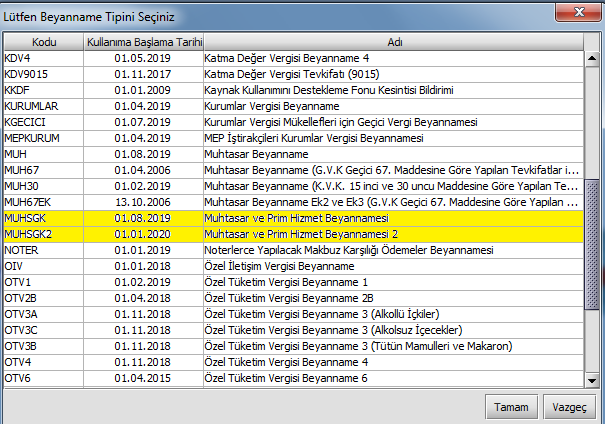 Lütfen Beyanname Tipini Seçiniz
Kodu Kullanıma Başlama Tarihi Adı
KDV4 01.05.2019 Katma Değer Vergisi Beyanname 4
KDV9015 01.11.2017 Katma Değer Vergisi Tevkifatı (9015)
KKDF 01.01.2009 Kaynak Kullanımını Destekleme Fonu Kesintisi Bildirimi
KURUMLAR 01.04.2019 Kurumlar Vergisi Beyanname
KGECICI 01.07.2019 Kurumlar Vergisi Mükellefleri için Geçici Vergi Beyannamesi
MEPKURUM 01.04.2019 MEP İştirakçileri Kurumlar Vergisi Beyannamesi
MUH 01.08.2019 Muhtasar Beyanname
MUH67 01.04.2006 Muhtasar Beyanname (G.V.K Geçici 67. Maddesine Göre Yapılan Tevkifatlar i...
MUH30 01.02.2019 Muhtasar Beyanname (K.V.K. 15 inci ve 30 uncu Maddesine Göre Yapılan Te...
MUH67EK 13.10.2006 Muhtasar Beyanname Ek2 ve Ek3 (G.V.K Geçici 67. Maddesine Göre Yapılan ...
MUHSGK 01.08.2019 Muhtasar ve Prim Hizmet Beyannamesi
MUHSGK2 01.01.2020 Muhtasar ve Prim Hizmet Beyannamesi 2
NOTER 01.01.2019 Noterlerce Yapılacak Makbuz Karşılığı Ödemeler Beyannamesi
OIV 01.01.2018 Özel İletişim Vergisi Beyanname
OTV1 01.02.2019 Özel Tüketim Vergisi Beyanname 1
OTV2B 01.04.2018 Özel Tüketim Vergisi Beyanname 2B
OTV3A 01.11.2018 Özel Tüketim Vergisi Beyanname 3 (Alkollü İçkiler)
OTV3C 01.11.2018 Özel Tüketim Vergisi Beyanname 3 (Alkolsuz İçecekler)
OTV3B 01.11.2018 Özel Tüketim Vergisi Beyanname 3 (Tütün Mamulleri ve Makaron)
OTV4 01.11.2018 Özel Tüketim Vergisi Beyanname 4
OTV6 01.04.2015 Özel Tüketim Vergisi Beyanname 6
Tamam Vazgeç